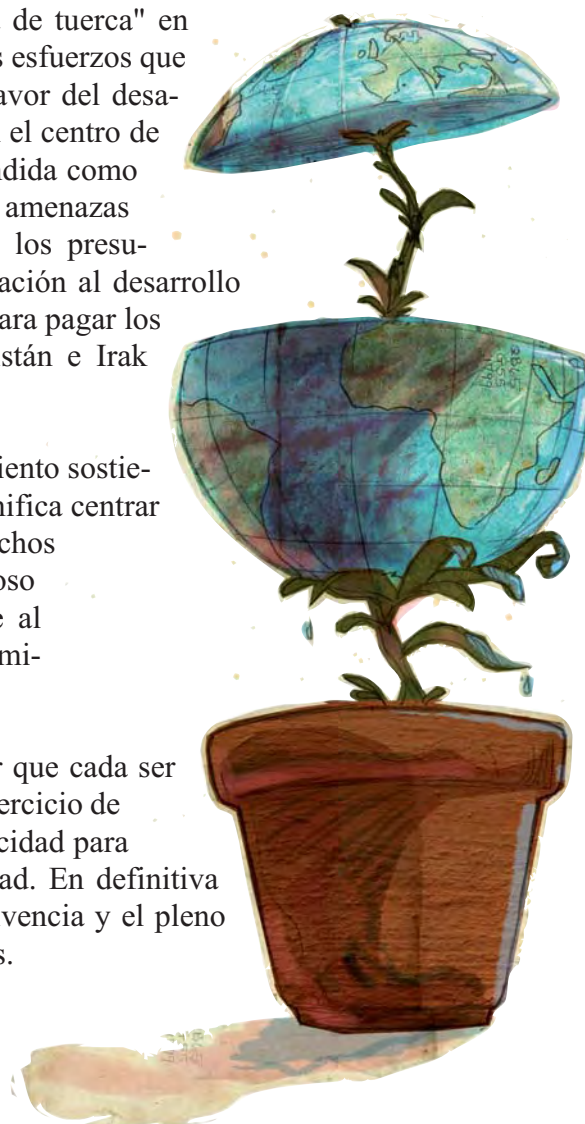 de tuerca" en
s esfuerzos que
avor del desa-
el centro de
ndida como
amenazas
los presu-
ación al desarrollo
ara pagar los
stán e Irak
iento sostie-
nifica centrar
chos
oso
e al
mi-
r que cada ser
ercicio de
cidad para
ad. En definitiva
ivencia y el pleno
s.